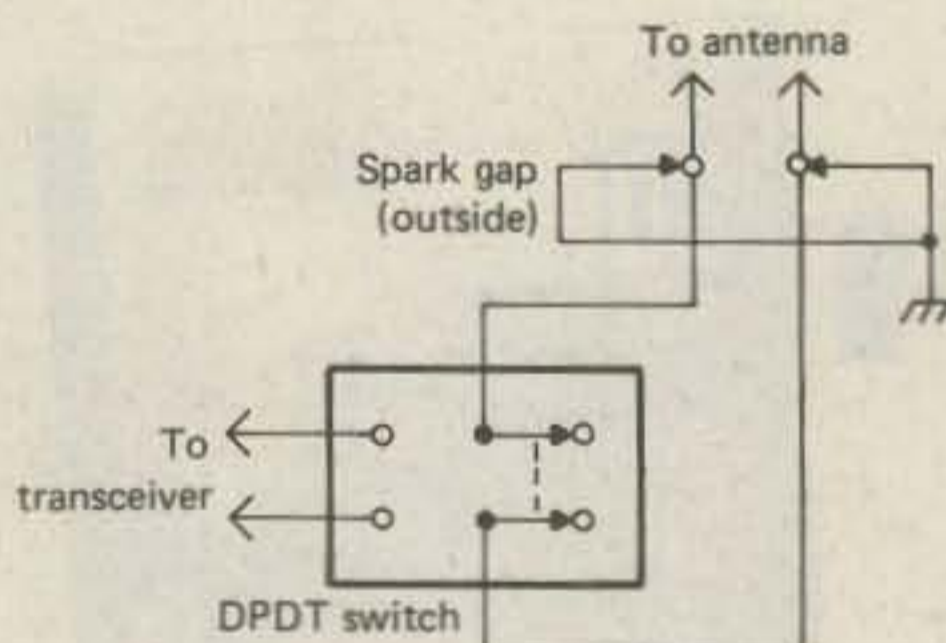 To antenna
Spark gap
(outside)
To
transceiver
DPDT switch